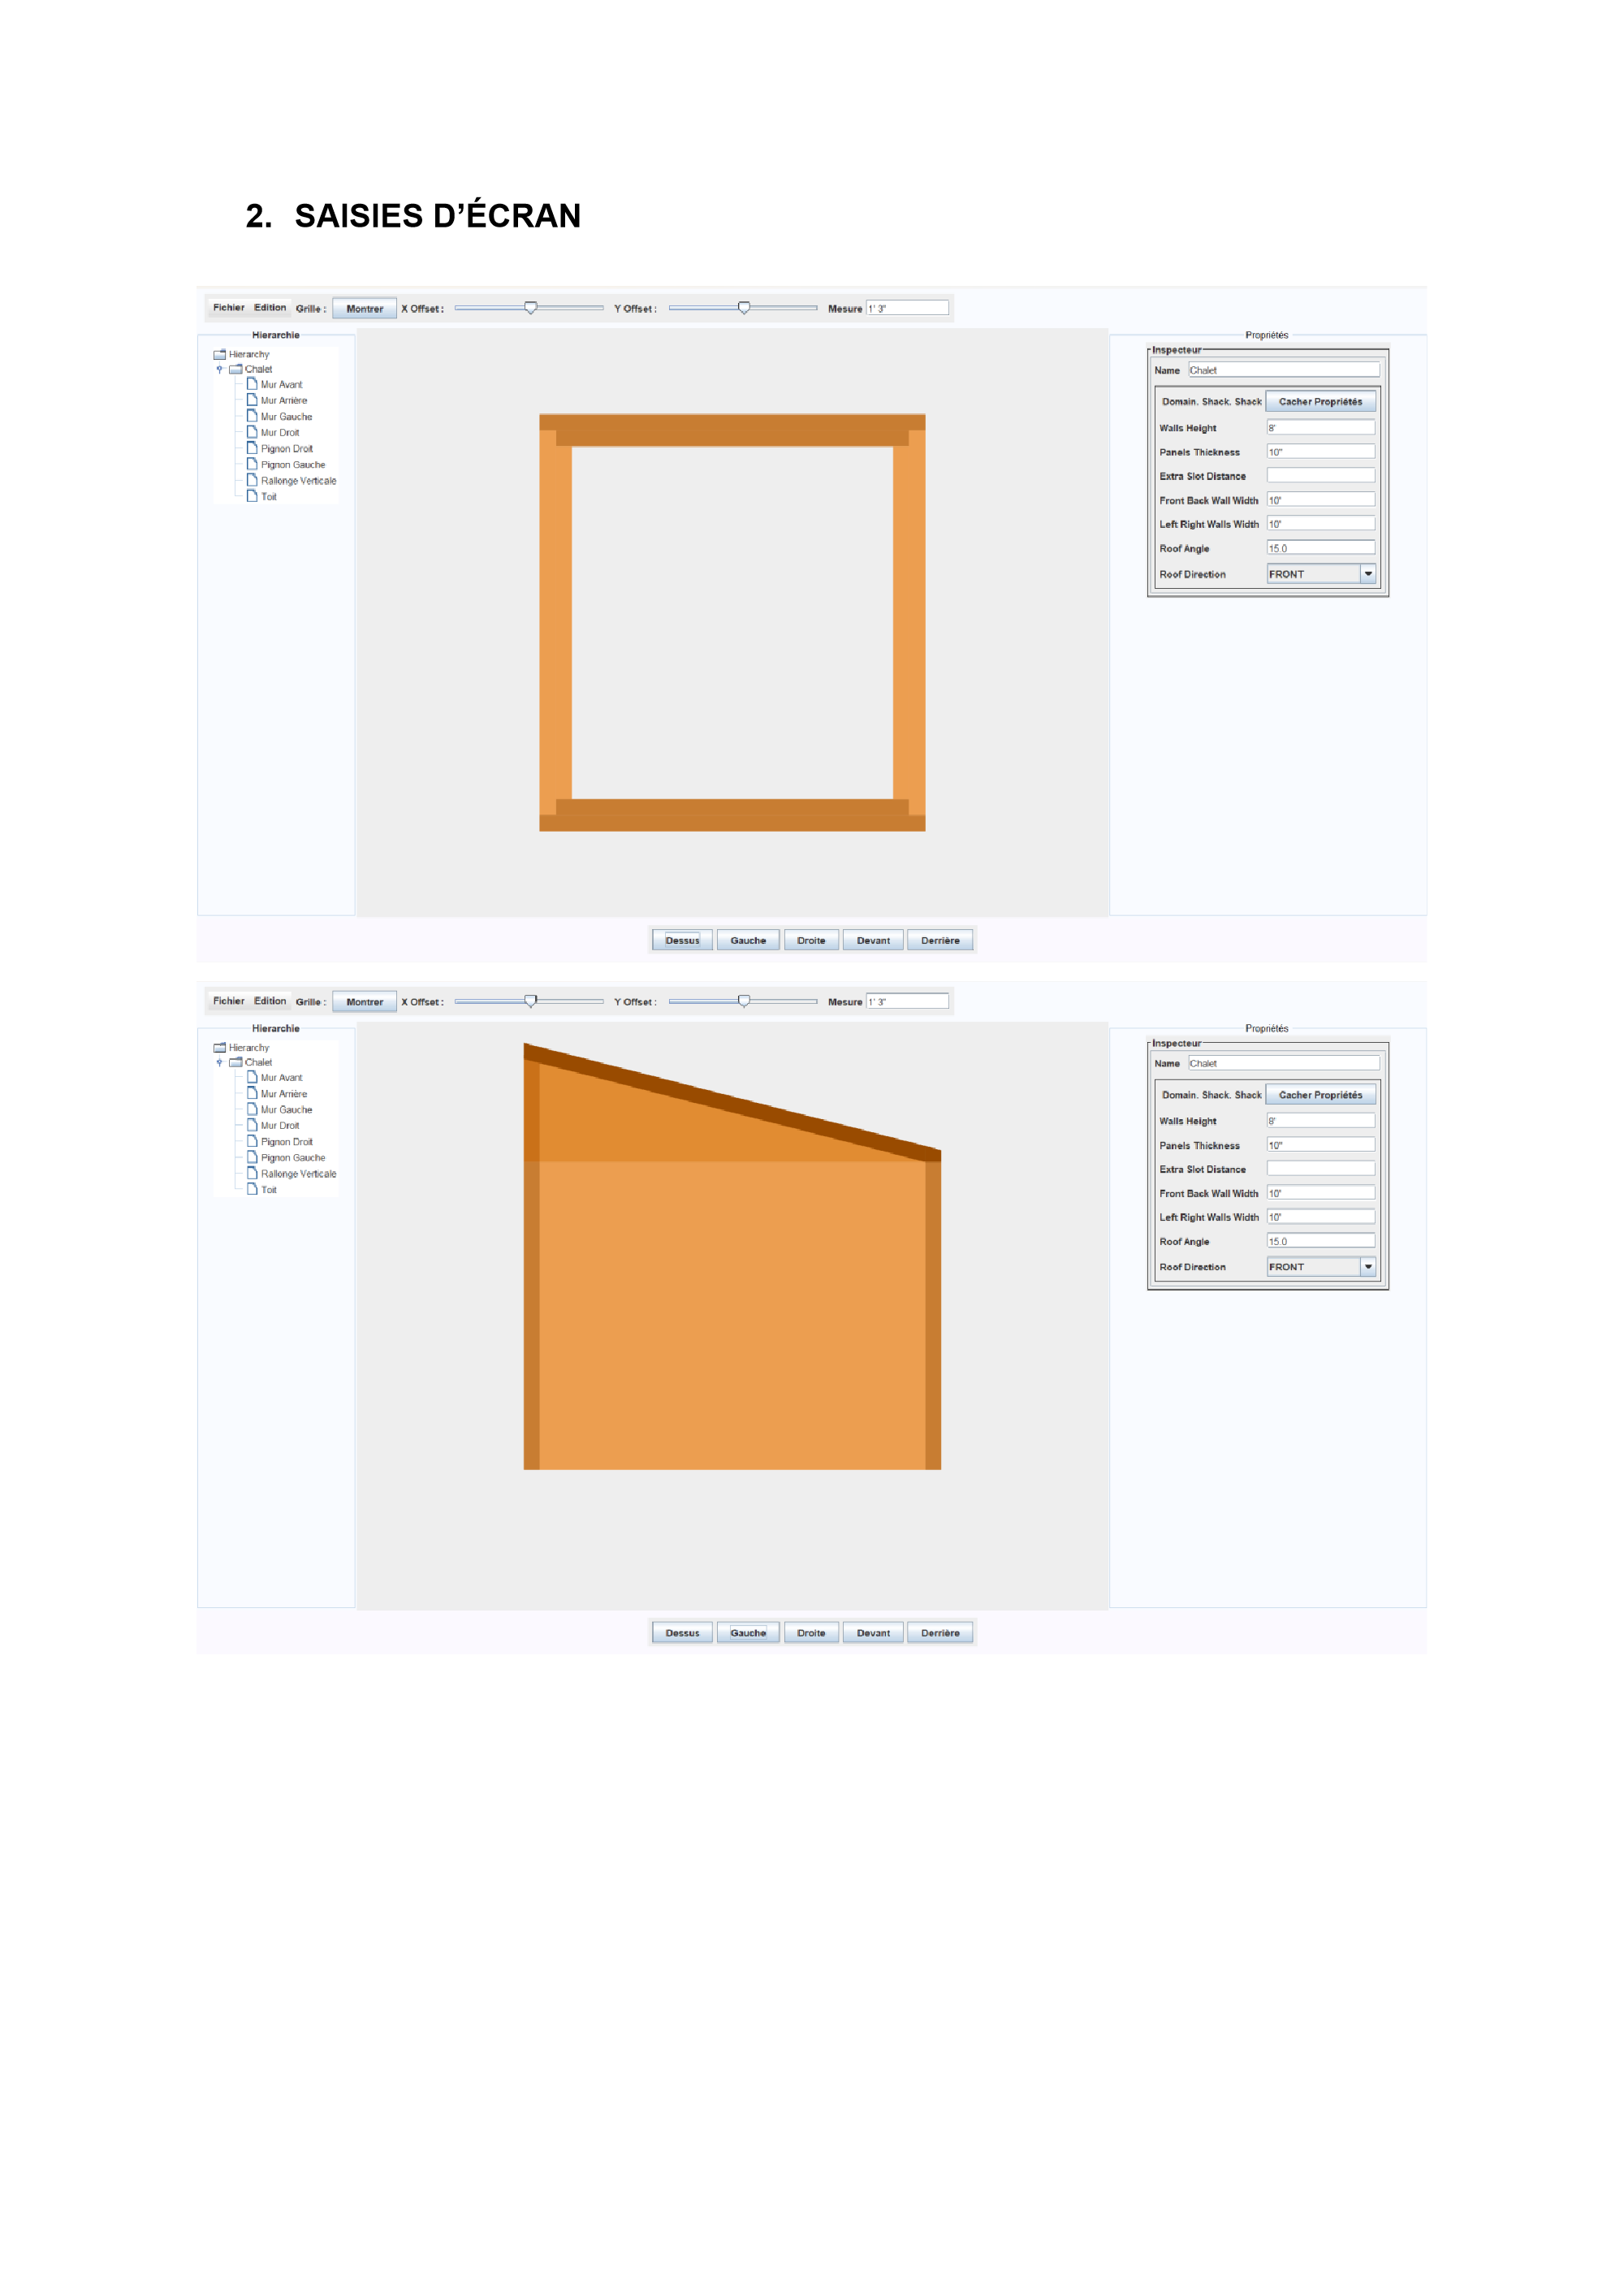 2. SAISIES D’ÉCRAN
Fichier Edition Grille : Montrer X Offset : Y Offset : Mesure 1' 3"
Hierarchie
Hierarchy
Chalet
Mur Avant
Mur Arrière
Mur Gauche
Mur Droit
Pignon Droit
Pignon Gauche
Rallonge Verticale
Toit
Propriétés
Inspecteur
Name Chalet
Domain. Shack. Shack Cacher Propriétés
Walls Height 8'
Panels Thickness 10"
Extra Slot Distance
Front Back Wall Width 10'
Left Right Walls Width 10'
Roof Angle 15.0
Roof Direction FRONT
Dessus Gauche Droite Devant Derrière
Fichier Edition Grille : Montrer X Offset : Y Offset : Mesure 1' 3"
Hierarchie
Hierarchy
Chalet
Mur Avant
Mur Arrière
Mur Gauche
Mur Droit
Pignon Droit
Pignon Gauche
Rallonge Verticale
Toit
Propriétés
Inspecteur
Name Chalet
Domain. Shack. Shack Cacher Propriétés
Walls Height 8'
Panels Thickness 10"
Extra Slot Distance
Front Back Wall Width 10'
Left Right Walls Width 10'
Roof Angle 15.0
Roof Direction FRONT
Dessus Gauche Droite Devant Derrière